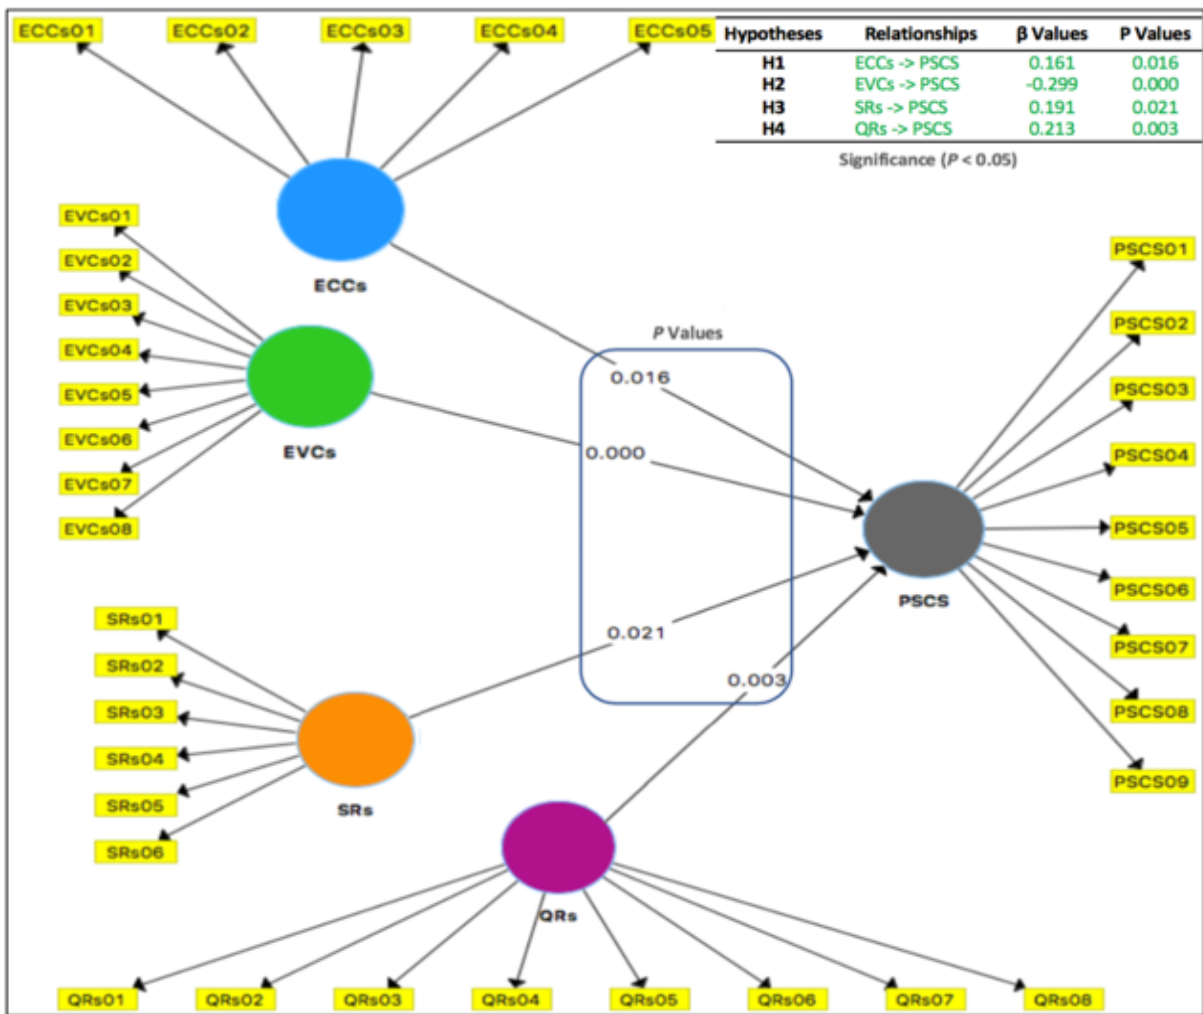 ECCs01 ECCs02 ECCs03 ECCs04 ECCs05
Hypotheses Relationships β Values P Values
H1 ECCs -> PSCS 0.161 0.016
H2 EVCs -> PSCS -0.299 0.000
H3 SRs -> PSCS 0.191 0.021
H4 QRs -> PSCS 0.213 0.003
Significance (P < 0.05)
ECCs
EVCs01
EVCs02
EVCs03
EVCs04
EVCs05
EVCs06
EVCs07
EVCs08
EVCs
P Values
0.016
0.000
0.021
0.003
PSCS01
PSCS02
PSCS03
PSCS04
PSCS05
PSCS06
PSCS07
PSCS08
PSCS09
PSCS
SRs01
SRs02
SRs03
SRs04
SRs05
SRs06
SRs
QRs
QRs01 QRs02 QRs03 QRs04 QRs05 QRs06 QRs07 QRs08